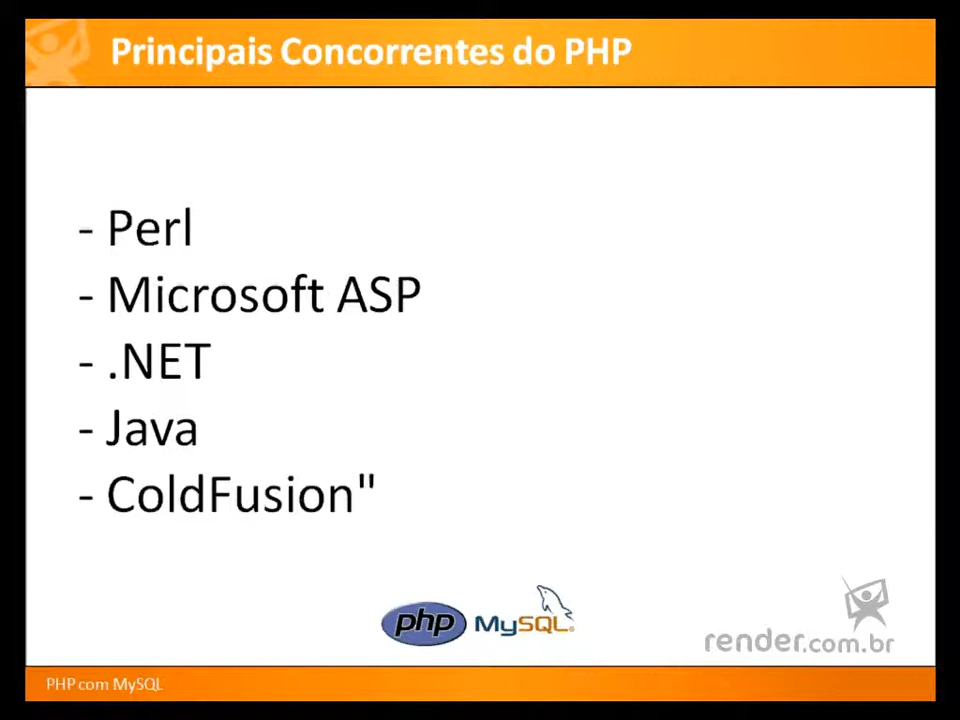 Principais Concorrentes do PHP
- Perl
- Microsoft ASP
- .NET
- Java
- ColdFusion"
php MySQL.
render.com.br
PHP com MySQL